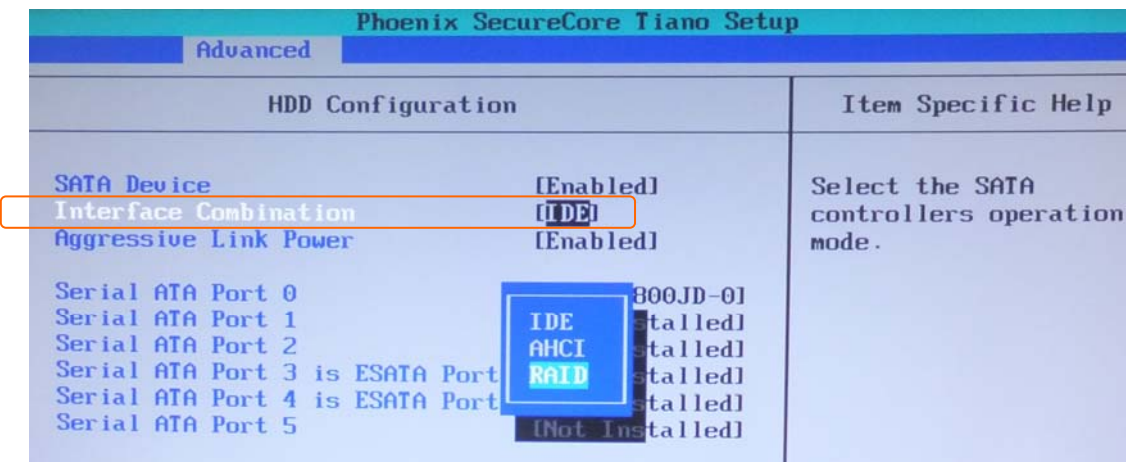 Phoenix SecureCore Tiano Setup
Advanced
HDD Configuration
Item Specific Help
SATA Device [Enabled]
Interface Combination [IDE]
Aggressive Link Power [Enabled]
Select the SATA
controllers operation
mode.
Serial ATA Port 0 800JD-0]
Serial ATA Port 1 talled]
Serial ATA Port 2 talled]
Serial ATA Port 3 is ESATA Port talled]
Serial ATA Port 4 is ESATA Port talled]
Serial ATA Port 5 [Not Installed]
IDE
AHCI
RAID